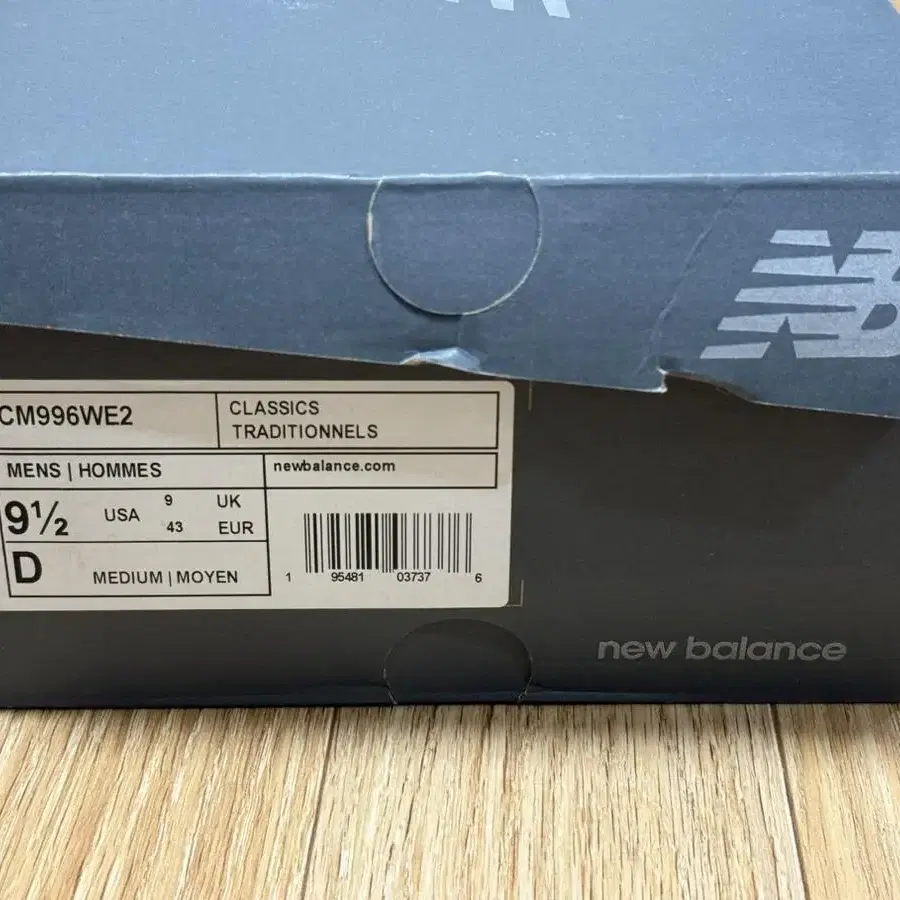 NB
CM996WE2
CLASSICS
TRADITIONNELS
MENS | HOMMES
newbalance.com
9½ USA 9 UK
43 EUR
D MEDIUM | MOYEN
1 95481 03737 6
new balance